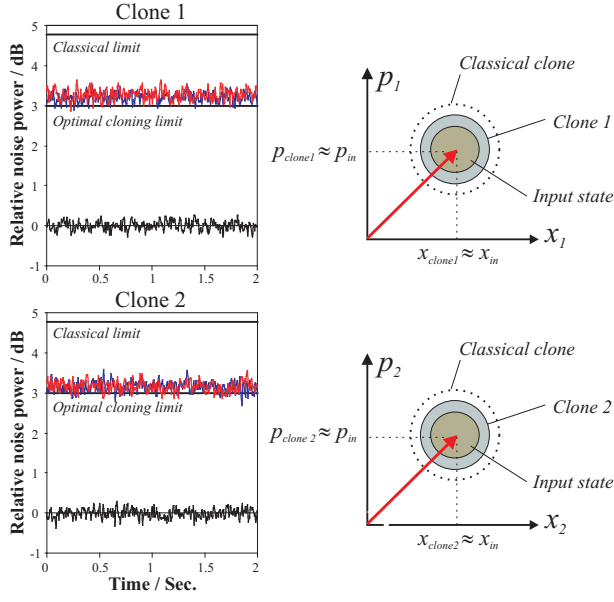 Clone 1
Relative noise power / dB
5
4
3
2
1
0
-1
Classical limit
Optimal cloning limit
0
0.5
1
1.5
2
p1
Classical clone
Clone 1
Input state
pclone1 ≈ pin
x1
xclone1 ≈ xin
Clone 2
Relative noise power / dB
5
4
3
2
1
0
-1
Classical limit
Optimal cloning limit
0
0.5
1
1.5
2
Time / Sec.
p2
Classical clone
Clone 2
Input state
pclone 2 ≈ pin
x2
xclone2 ≈ xin